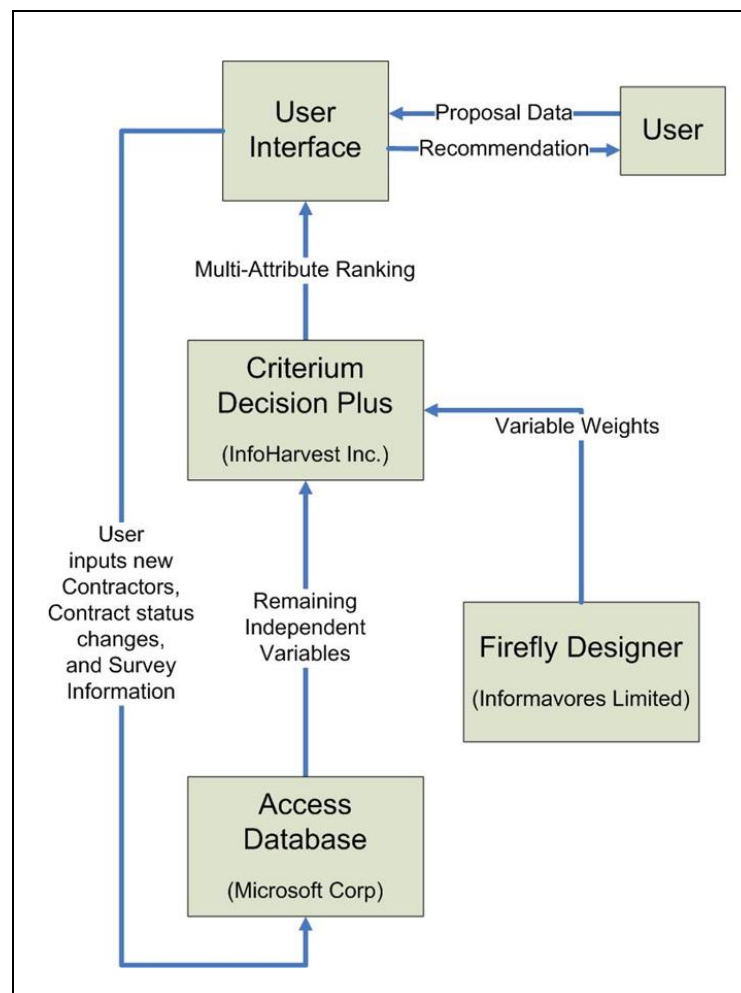 User
Interface
Proposal Data
Recommendation
User
Multi-Attribute Ranking
Criterium
Decision Plus
(InfoHarvest Inc.)
Variable Weights
User
inputs new
Contractors,
Contract status
changes,
and Survey
Information
Remaining
Independent
Variables
Firefly Designer
(Informavores Limited)
Access
Database
(Microsoft Corp)